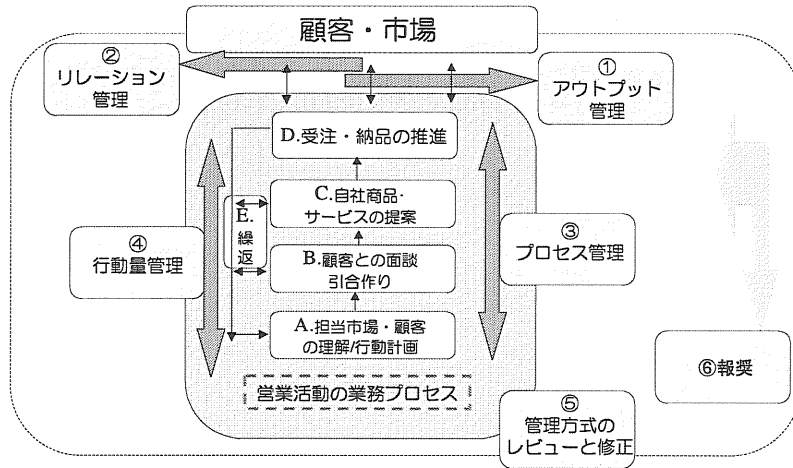 顧客・市場
②
リレーション
管理
①
アウトプット
管理
D.受注・納品の推進
C.自社商品・
サービスの提案
E.
繰
返
B.顧客との面談
引合作り
A.担当市場・顧客
の理解/行動計画
営業活動の業務プロセス
④
行動量管理
③
プロセス管理
⑥報奨
⑤
管理方式の
レビューと修正